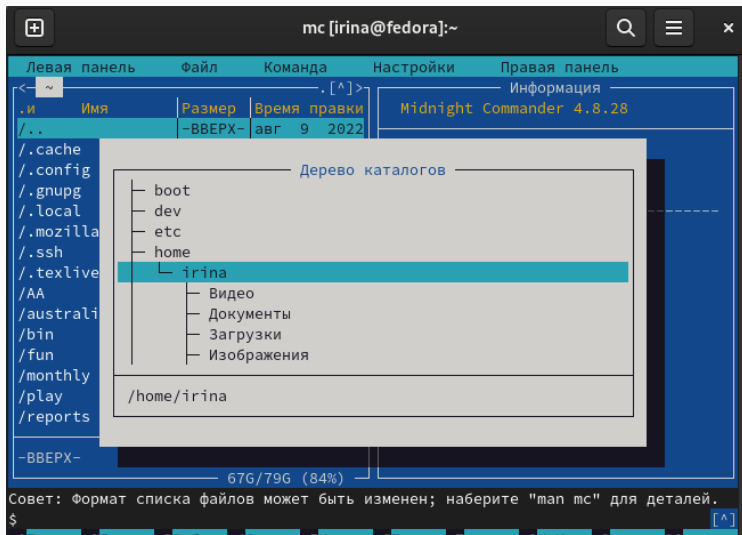 mc [irina@fedora]:~
Левая панель Файл Команда Настройки Правая панель
<─ ~ .[^]>
Информация
.и Имя Размер Время правки
Midnight Commander 4.8.28
/.. -ВВЕРХ- авг 9 2022
/.cache
/.config
/.gnupg
/.local
/.mozilla
/.ssh
/.texlive
/AA
/australi
/bin
/fun
/monthly
/play
/reports
Дерево каталогов
boot
dev
etc
home
irina
Видео
Документы
Загрузки
Изображения
/home/irina
-ВВЕРХ-
67G/79G (84%)
Совет: Формат списка файлов может быть изменен; наберите "man mc" для деталей.
$ [^]